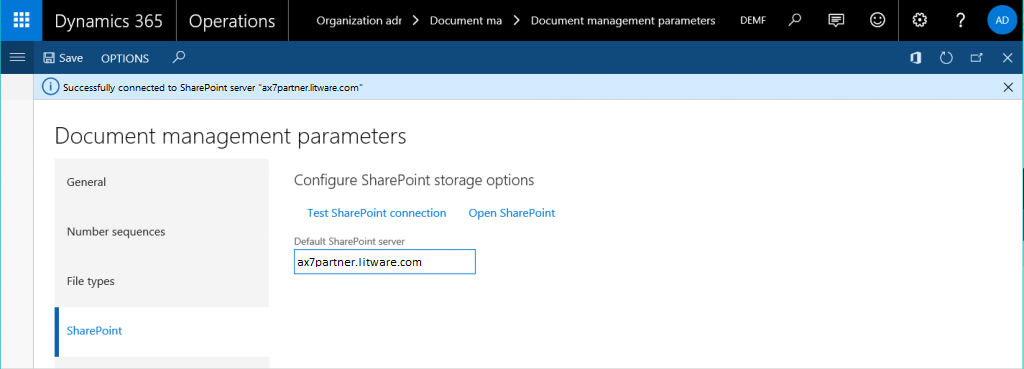 Dynamics 365 Operations Organization adr > Document ma > Document management parameters DEMF ? AD
Save OPTIONS
Successfully connected to SharePoint server "ax7partner.litware.com"
Document management parameters
General
Number sequences
File types
SharePoint
Configure SharePoint storage options
Test SharePoint connection Open SharePoint
Default SharePoint server
ax7partner.litware.com